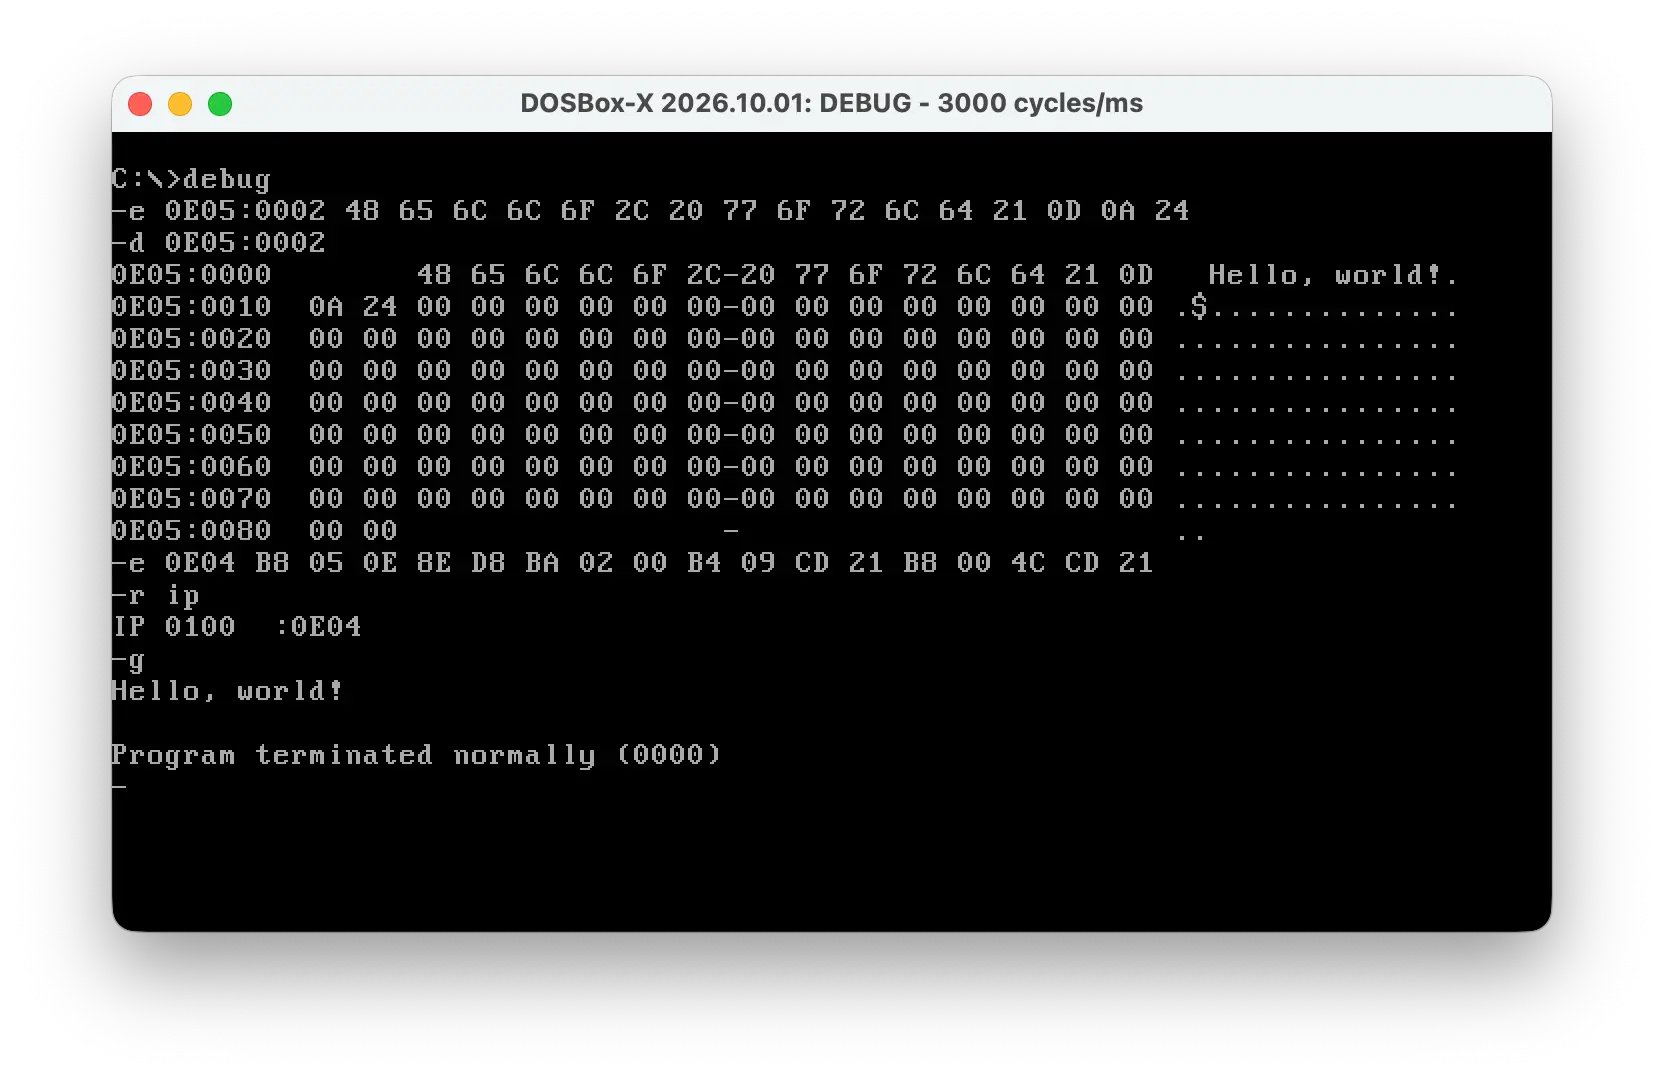 DOSBox-X 2026.10.01: DEBUG - 3000 cycles/ms
C:\>debug
-e 0E05:0002 48 65 6C 6C 6F 2C 20 77 6F 72 6C 64 21 0D 0A 24
-d 0E05:0002
0E05:0000        48 65 6C 6C 6F 2C-20 77 6F 72 6C 64 21 0D   Hello, world!.
0E05:0010  0A 24 00 00 00 00 00 00-00 00 00 00 00 00 00 00 .$..............
0E05:0020  00 00 00 00 00 00 00 00-00 00 00 00 00 00 00 00 ................
0E05:0030  00 00 00 00 00 00 00 00-00 00 00 00 00 00 00 00 ................
0E05:0040  00 00 00 00 00 00 00 00-00 00 00 00 00 00 00 00 ................
0E05:0050  00 00 00 00 00 00 00 00-00 00 00 00 00 00 00 00 ................
0E05:0060  00 00 00 00 00 00 00 00-00 00 00 00 00 00 00 00 ................
0E05:0070  00 00 00 00 00 00 00 00-00 00 00 00 00 00 00 00 ................
0E05:0080  00 00                  -                        ..
-e 0E04 B8 05 0E 8E D8 BA 02 00 B4 09 CD 21 B8 00 4C CD 21
-r ip
IP 0100  :0E04
-g
Hello, world!
Program terminated normally (0000)
-